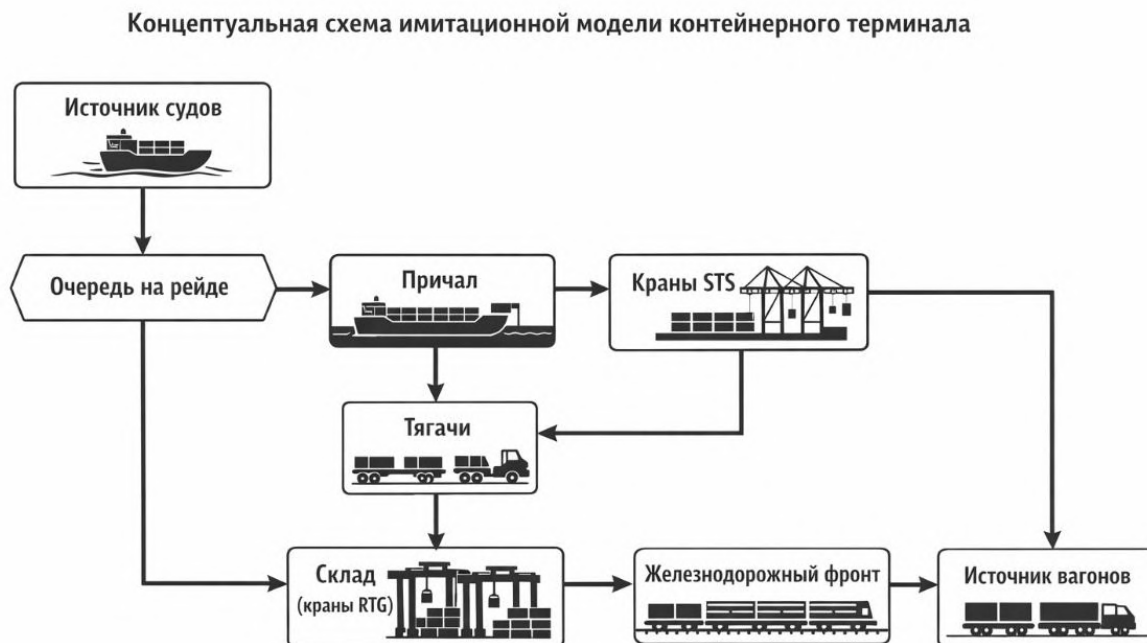 Концептуальная схема имитационной модели контейнерного терминала
Источник судов
Очередь на рейде
Причал
Краны STS
Тягачи
Склад
(краны RTG)
Железнодорожный фронт
Источник вагонов